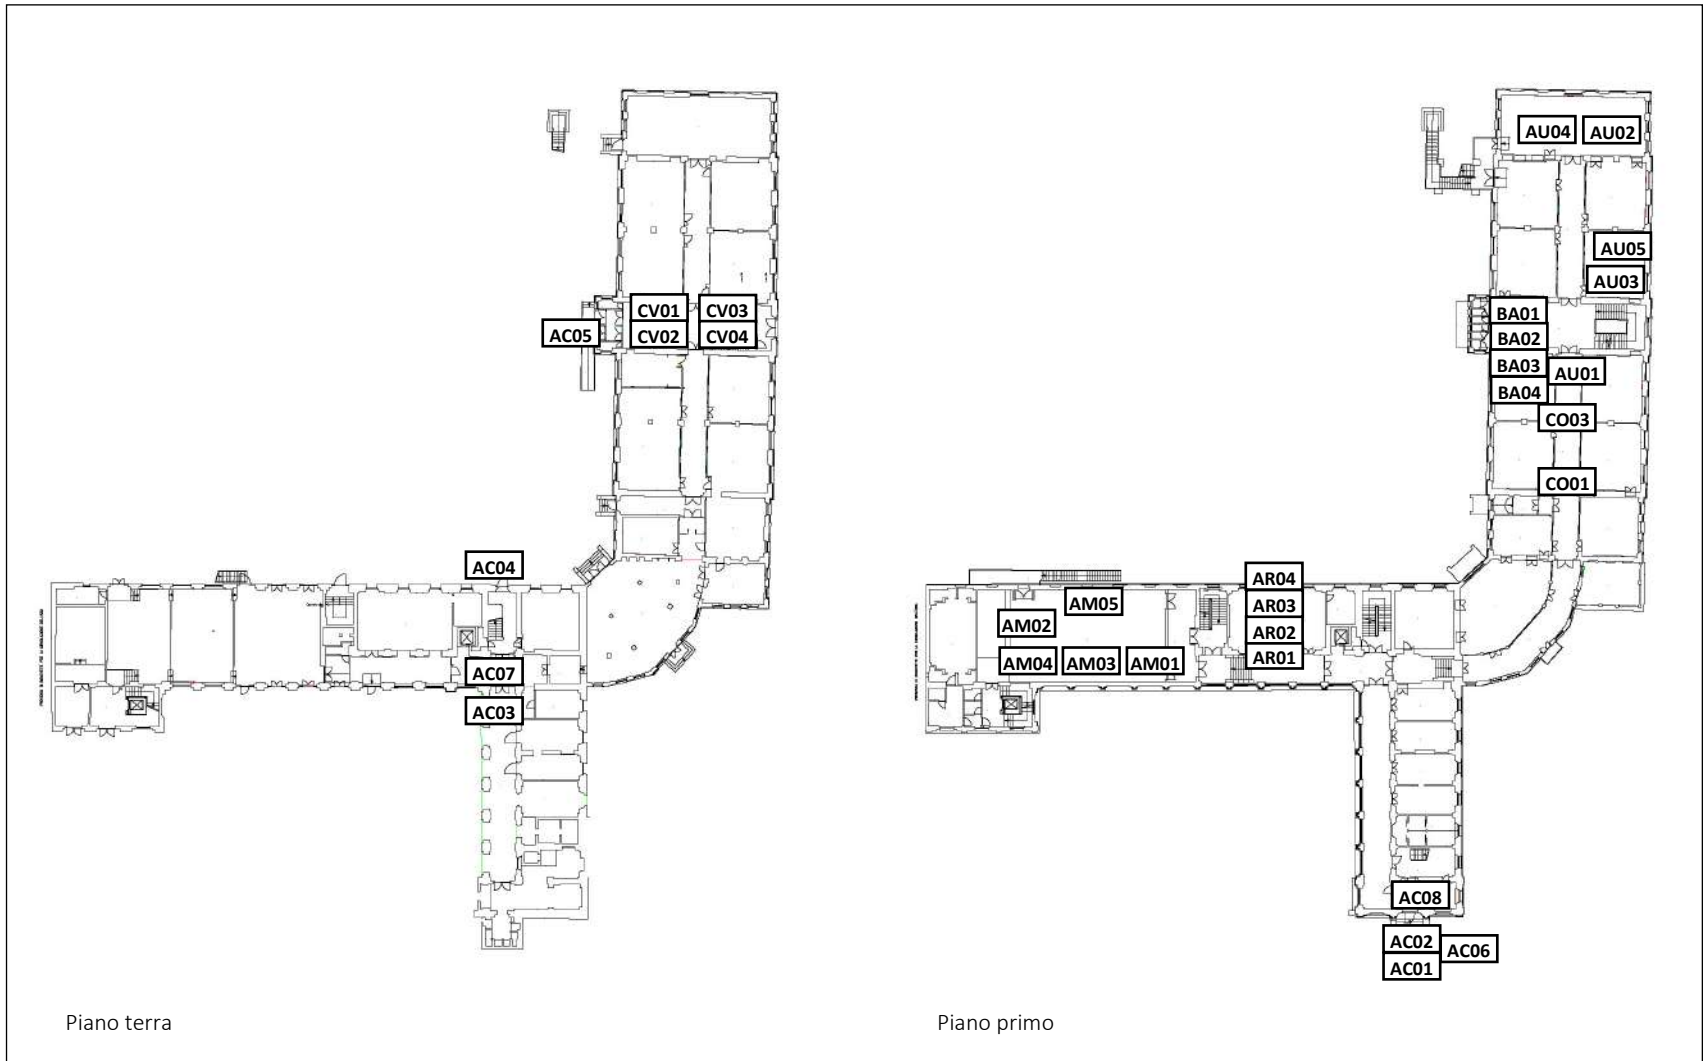 CV01 CV03
AC05 CV02 CV04
AC04
AC07
AC03
Piano terra
AU04 AU02
AU05
AU03
BA01
BA02
BA03 AU01
BA04
CO03
CO01
AR04
AM05 AR03
AM02 AR02
AM04 AM03 AM01 AR01
AC08
AC02 AC06
AC01
Piano primo